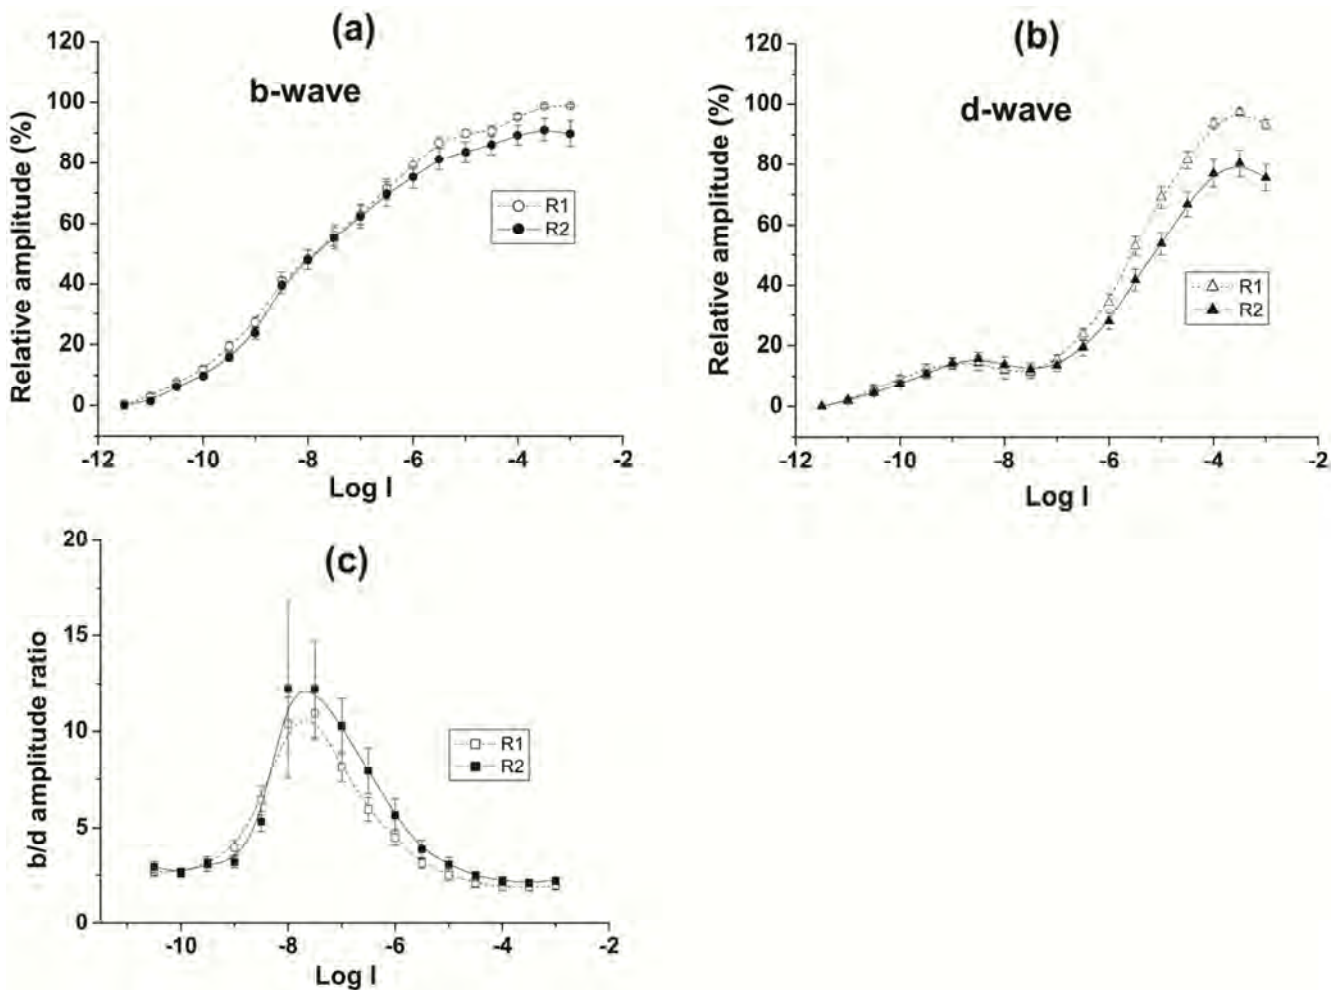 (a)
b-wave
Relative amplitude (%)
120
100
80
60
40
20
0
R1
R2
-12
-10
-8
-6
-4
-2
Log I
(b)
d-wave
Relative amplitude (%)
120
100
80
60
40
20
0
R1
R2
-12
-10
-8
-6
-4
-2
Log I
(c)
b/d amplitude ratio
20
15
10
5
0
R1
R2
-10
-8
-6
-4
-2
Log I